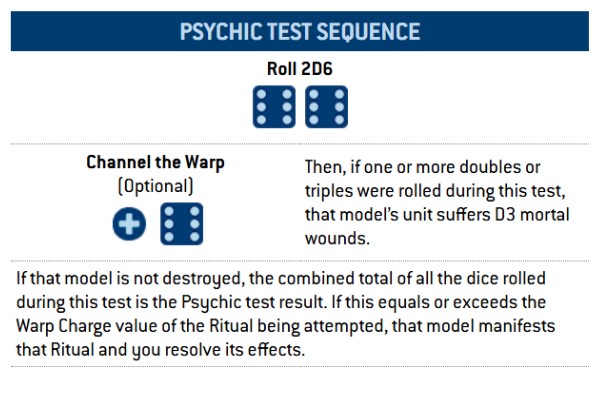 PSYCHIC TEST SEQUENCE
Roll 2D6
Channel the Warp
(Optional)
Then, if one or more doubles or
triples were rolled during this test,
that model's unit suffers D3 mortal
wounds.
If that model is not destroyed, the combined total of all the dice rolled
during this test is the Psychic test result. If this equals or exceeds the
Warp Charge value of the Ritual being attempted, that model manifests
that Ritual and you resolve its effects.